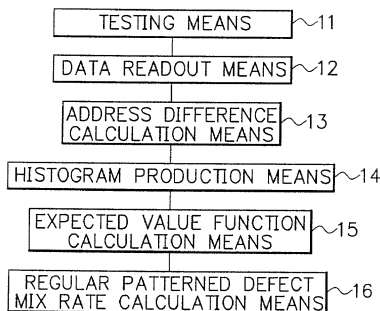 TESTING MEANS 11
DATA READOUT MEANS 12
ADDRESS DIFFERENCE
CALCULATION MEANS 13
HISTOGRAM PRODUCTION MEANS 14
EXPECTED VALUE FUNCTION
CALCULATION MEANS 15
REGULAR PATTERNED DEFECT
MIX RATE CALCULATION MEANS 16